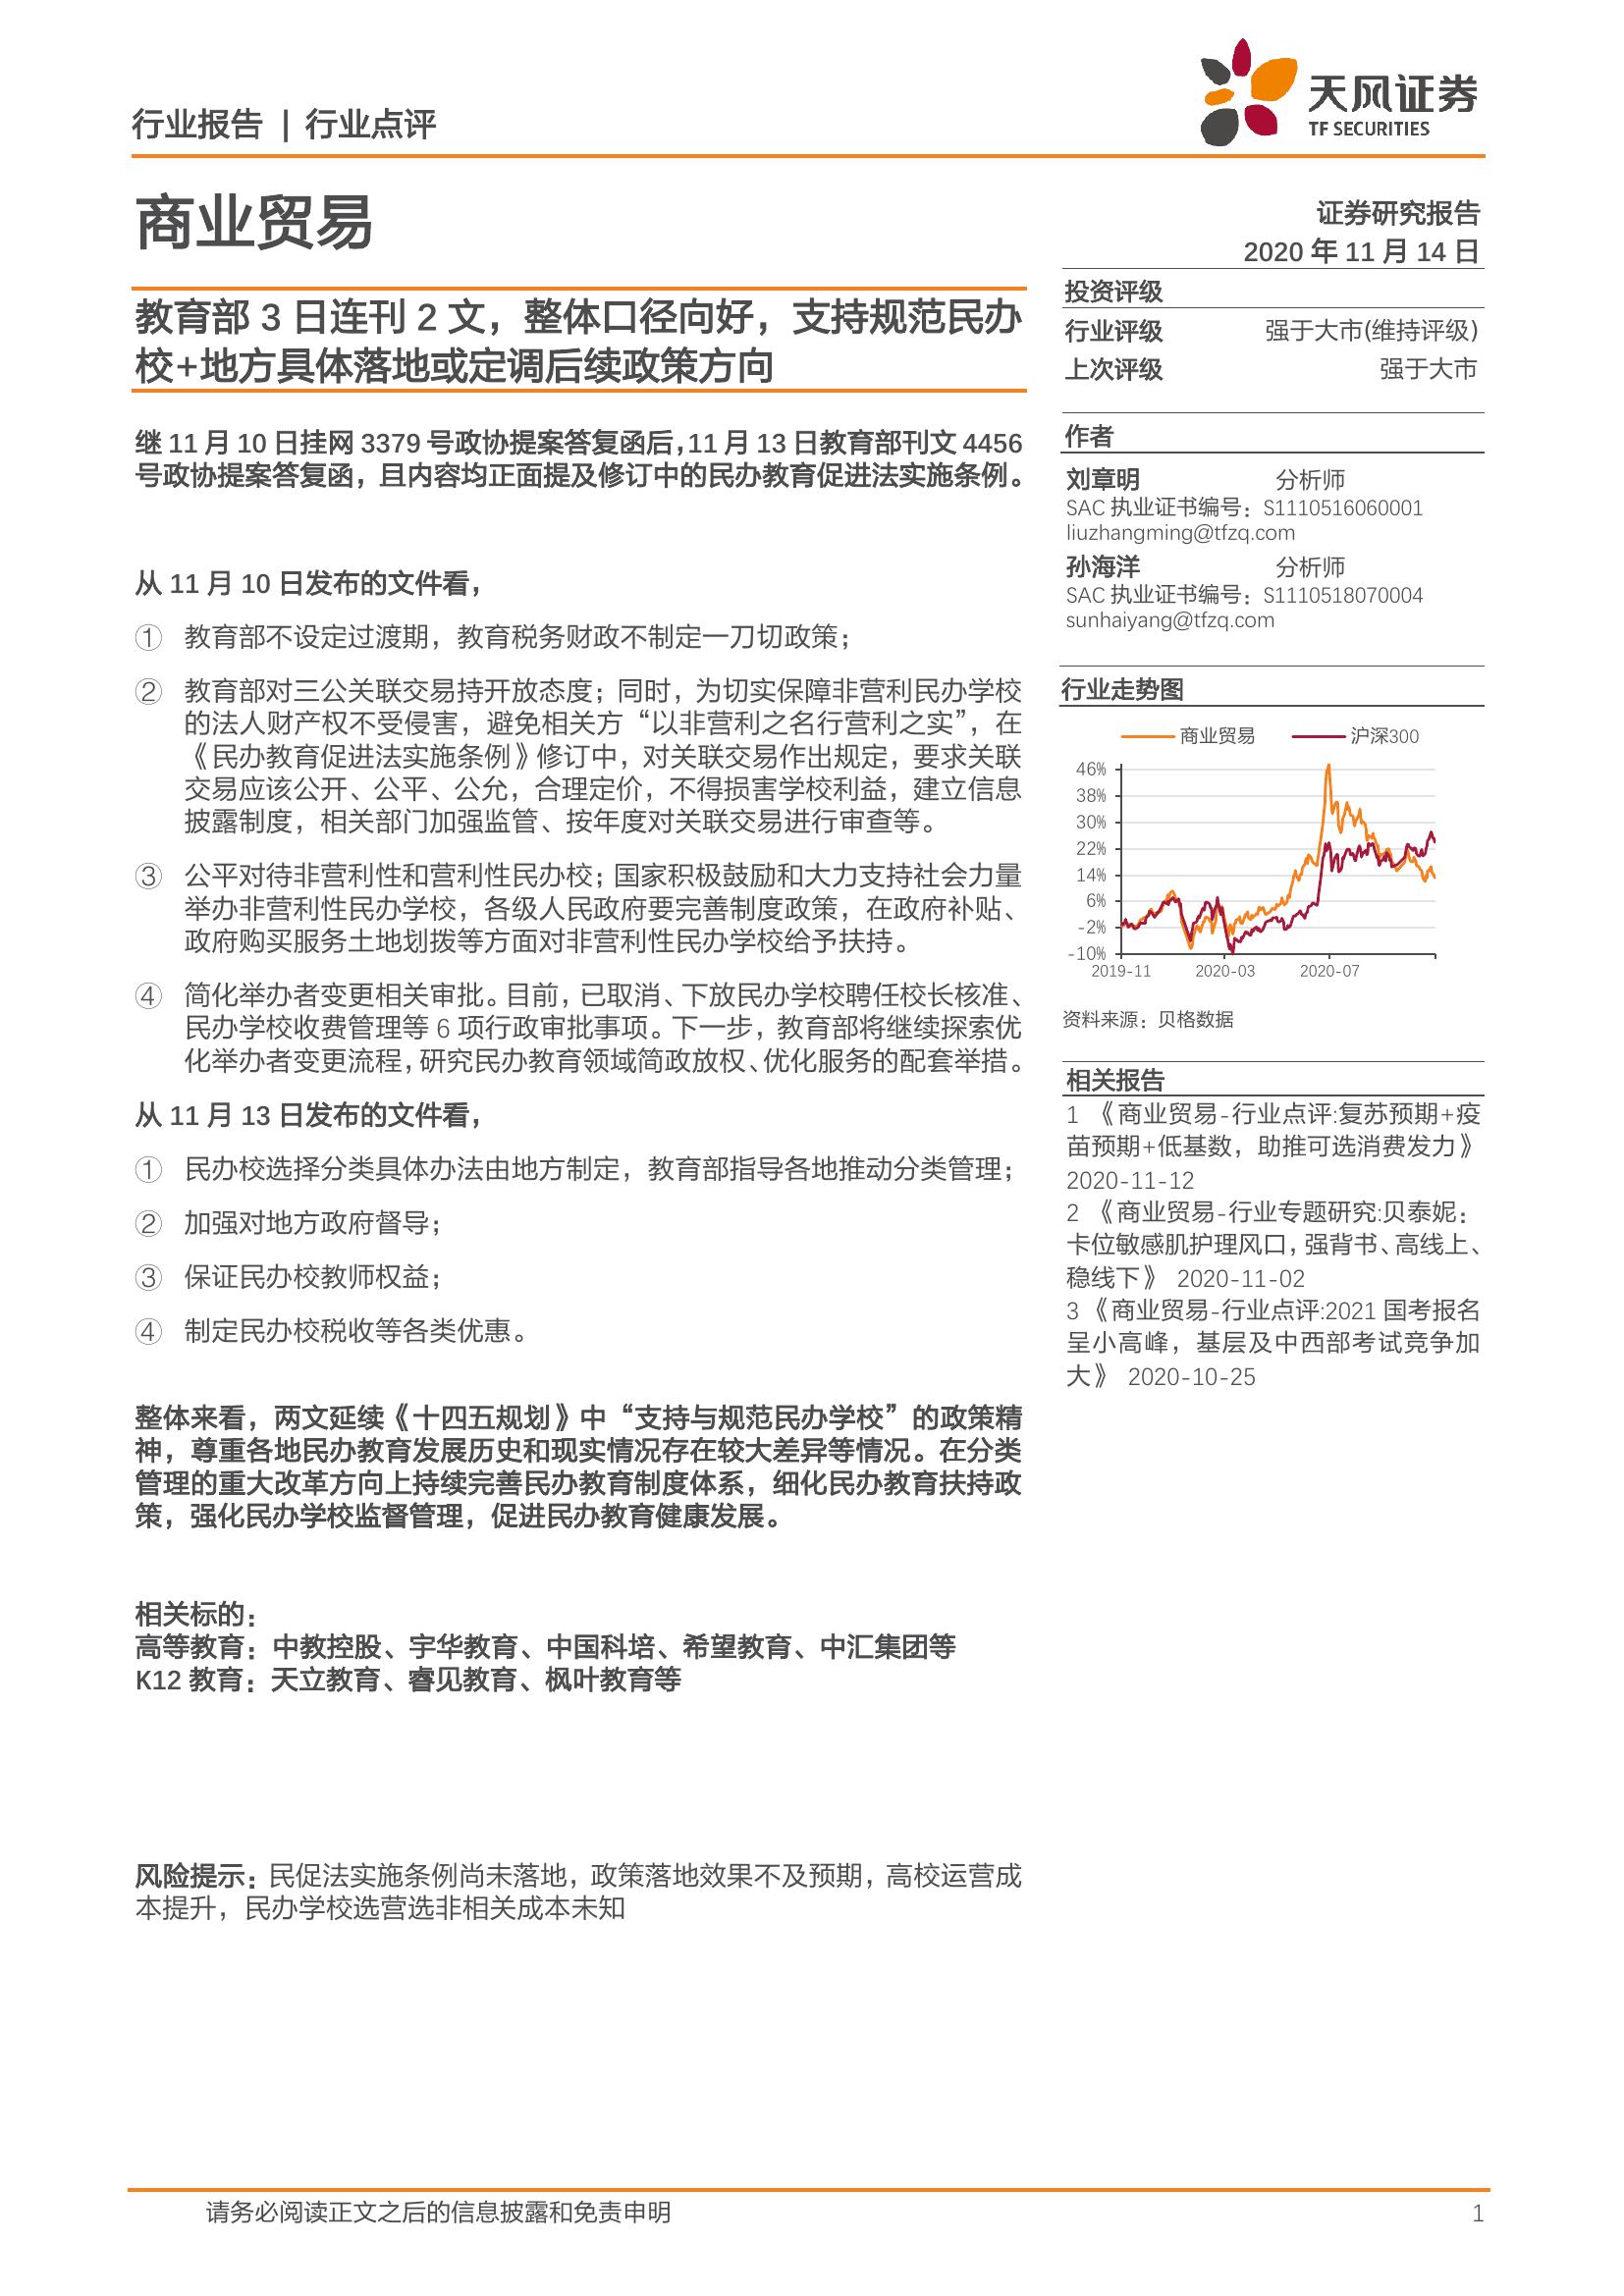 行业报告 | 行业点评
天风证券
TF SECURITIES
商业贸易
证券研究报告
2020 年 11 月 14 日
教育部 3 日连刊 2 文，整体口径向好，支持规范民办
校+地方具体落地或定调后续政策方向
继 11 月 10 日挂网 3379 号政协提案答复函后，11 月 13 日教育部刊文 4456
号政协提案答复函，且内容均正面提及修订中的民办教育促进法实施条例。
从 11 月 10 日发布的文件看，
① 教育部不设定过渡期，教育税务财政不制定一刀切政策；
② 教育部对三公关联交易持开放态度；同时，为切实保障非营利民办学校
的法人财产权不受侵害，避免相关方“以非营利之名行营利之实”，在
《民办教育促进法实施条例》修订中，对关联交易作出规定，要求关联
交易应该公开、公平、公允，合理定价，不得损害学校利益，建立信息
披露制度，相关部门加强监管、按年度对关联交易进行审查等。
③ 公平对待非营利性和营利性民办校；国家积极鼓励和大力支持社会力量
举办非营利性民办学校，各级人民政府要完善制度政策，在政府补贴、
政府购买服务土地划拨等方面对非营利性民办学校给予扶持。
④ 简化举办者变更相关审批。目前，已取消、下放民办学校聘任校长核准、
民办学校收费管理等 6 项行政审批事项。下一步，教育部将继续探索优
化举办者变更流程，研究民办教育领域简政放权、优化服务的配套举措。
从 11 月 13 日发布的文件看，
① 民办校选择分类具体办法由地方制定，教育部指导各地推动分类管理；
② 加强对地方政府督导；
③ 保证民办校教师权益；
④ 制定民办校税收等各类优惠。
整体来看，两文延续《十四五规划》中“支持与规范民办学校”的政策精
神，尊重各地民办教育发展历史和现实情况存在较大差异等情况。在分类
管理的重大改革方向上持续完善民办教育制度体系，细化民办教育扶持政
策，强化民办学校监督管理，促进民办教育健康发展。
相关标的：
高等教育：中教控股、宇华教育、中国科培、希望教育、中汇集团等
K12 教育：天立教育、睿见教育、枫叶教育等
风险提示：民促法实施条例尚未落地，政策落地效果不及预期，高校运营成
本提升，民办学校选营选非相关成本未知
投资评级
行业评级 强于大市(维持评级)
上次评级 强于大市
作者
刘章明 分析师
SAC 执业证书编号：S1110516060001
liuzhangming@tfzq.com
孙海洋 分析师
SAC 执业证书编号：S1110518070004
sunhaiyang@tfzq.com
行业走势图
商业贸易 沪深300
46%
38%
30%
22%
14%
6%
-2%
-10%
2019-11 2020-03 2020-07
资料来源：贝格数据
相关报告
1 《商业贸易-行业点评:复苏预期+疫
苗预期+低基数，助推可选消费发力》
2020-11-12
2 《商业贸易-行业专题研究:贝泰妮：
卡位敏感肌护理风口，强背书、高线上、
稳线下》 2020-11-02
3 《商业贸易-行业点评:2021 国考报名
呈小高峰，基层及中西部考试竞争加
大》 2020-10-25
请务必阅读正文之后的信息披露和免责申明 1